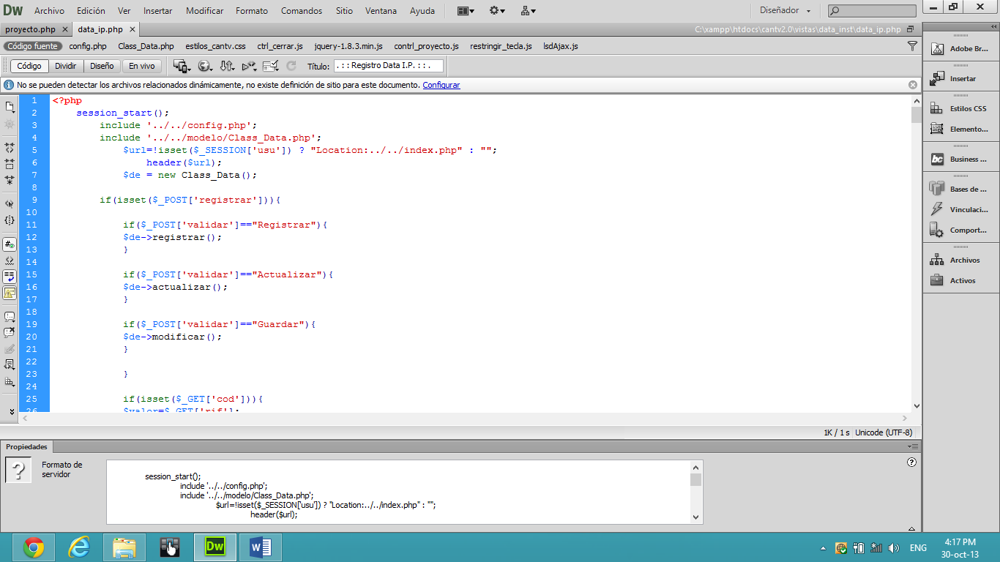 Dw Archivo Edición Ver Insertar Modificar Formato Comandos Sitio Ventana Ayuda Diseñador
proyecto.php × data_ip.php × C:\xampp\htdocs\cantv2.0\vistas\data_inst\data_ip.php
Código fuente config.php Class_Data.php estilos_cantv.css ctrl_cerrar.js jquery-1.8.3.min.js contrl_proyecto.js restringir_tecla.js lsdAjax.js
Código Dividir Diseño En vivo Título: . : : Registro Data I.P. : : .
No se pueden detectar los archivos relacionados dinámicamente, no existe definición de sitio para este documento. Configurar
1 <?php
2 session_start();
3 include '../../config.php';
4 include '../../modelo/Class_Data.php';
5 $url=!isset($_SESSION['usu']) ? "Location:../../index.php" : "";
6 header($url);
7 $de = new Class_Data();
8
9 if(isset($_POST['registrar'])){
10
11 if($_POST['validar']=="Registrar"){
12 $de->registrar();
13 }
14
15 if($_POST['validar']=="Actualizar"){
16 $de->actualizar();
17 }
18
19 if($_POST['validar']=="Guardar"){
20 $de->modificar();
21 }
22
23 }
24
25 if(isset($_GET['cod'])){
26 $valor=$_GET['rif'];
1K / 1 s Unicode (UTF-8)
Propiedades
Formato de
servidor
session_start();
include '../../config.php';
include '../../modelo/Class_Data.php';
$url=!isset($_SESSION['usu']) ? "Location:../../index.php" : "";
header($url);
Adobe Br...
Insertar
Estilos CSS
Elemento...
bc Business ...
Bases de ...
Vinculaci...
Comport...
Archivos
Activos
Dw
W
ENG
4:17 PM
30-oct-13